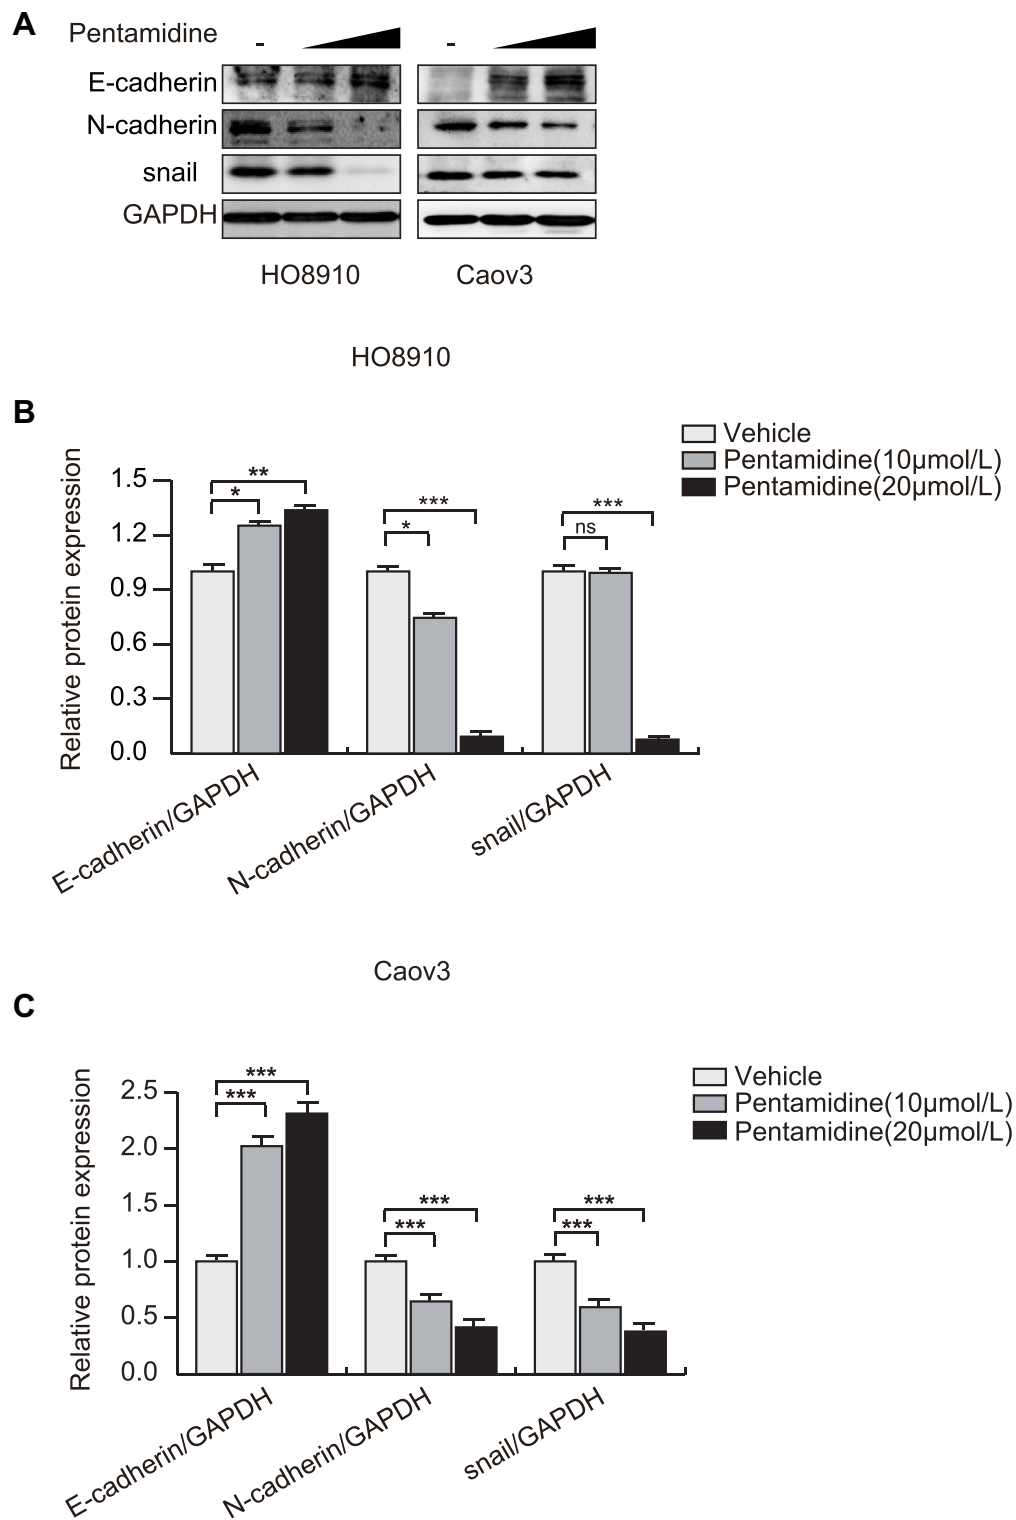 A
Pentamidine - -
E-cadherin
N-cadherin
snail
GAPDH
HO8910 Caov3
HO8910
B
Vehicle
Pentamidine(10μmol/L)
Pentamidine(20μmol/L)
Relative protein expression
1.5
1.2
0.9
0.6
0.3
0.0
** 
* 
***
*
***
ns
E-cadherin/GAPDH
N-cadherin/GAPDH
snail/GAPDH
Caov3
C
Vehicle
Pentamidine(10μmol/L)
Pentamidine(20μmol/L)
Relative protein expression
2.5
2.0
1.5
1.0
0.5
0.0
***
***
***
***
***
***
E-cadherin/GAPDH
N-cadherin/GAPDH
snail/GAPDH